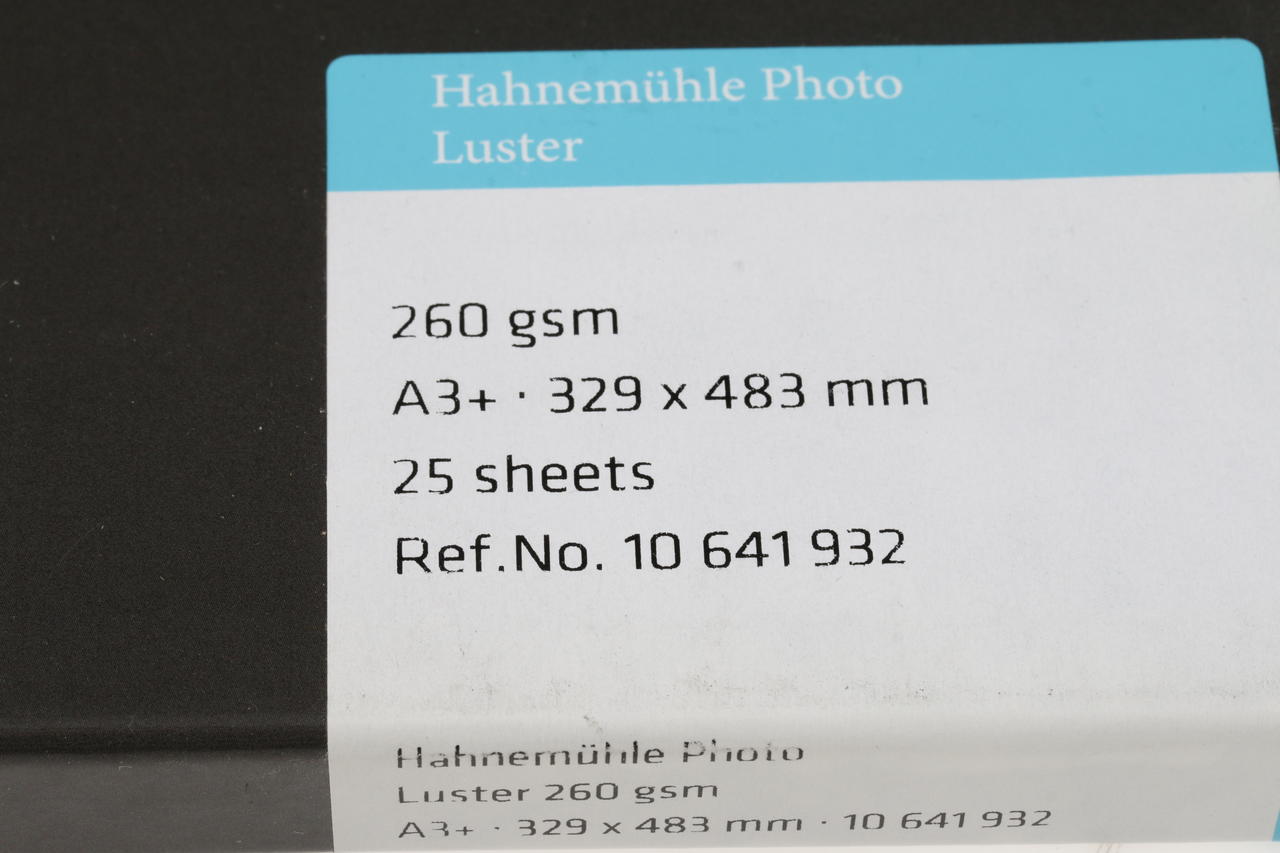 Hahnemühle Photo
Luster
260 gsm
A3+ · 329 x 483 mm
25 sheets
Ref.No. 10 641 932
Hahnemühle Photo
Luster 260 gsm
A3+ · 329 x 483 mm · 10 641 932